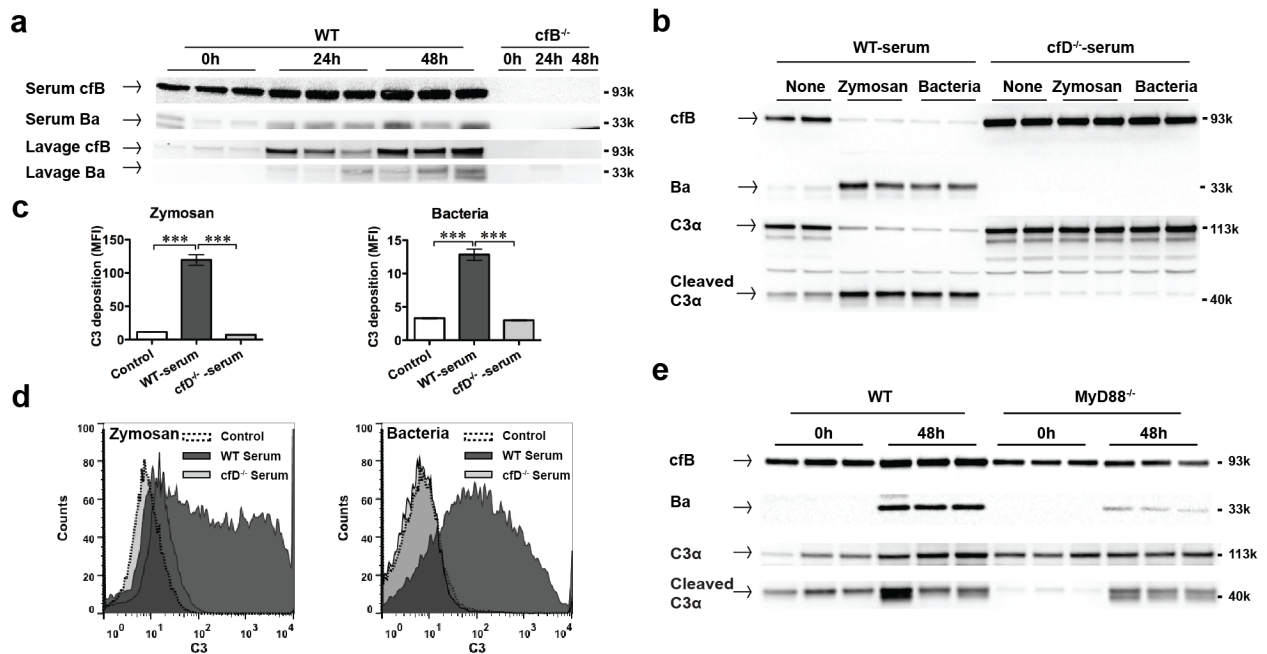 a
WT
cfB-/-
0h 24h 48h 0h 24h 48h
Serum cfB → - 93k
Serum Ba → - 33k
Lavage cfB → - 93k
Lavage Ba → - 33k
b
WT-serum cfD-/--serum
None Zymosan Bacteria None Zymosan Bacteria
cfB → - 93k
Ba → - 33k
C3α → - 113k
Cleaved
C3α → - 40k
c
Zymosan
C3 deposition (MFI)
150
100
50
0
*** ***
Control WT-serum cfD-/- -serum
Bacteria
C3 deposition (MFI)
15
10
5
0
*** ***
Control WT-serum cfD-/- -serum
d
Zymosan
Control
WT Serum
cfD-/- Serum
Counts
100
80
60
40
20
0
10^0 10^1 10^2 10^3 10^4
C3
Bacteria
Control
WT Serum
cfD-/- Serum
Counts
100
80
60
40
20
0
10^0 10^1 10^2 10^3 10^4
C3
e
WT MyD88-/-
0h 48h 0h 48h
cfB → - 93k
Ba → - 33k
C3α → - 113k
Cleaved
C3α → - 40k